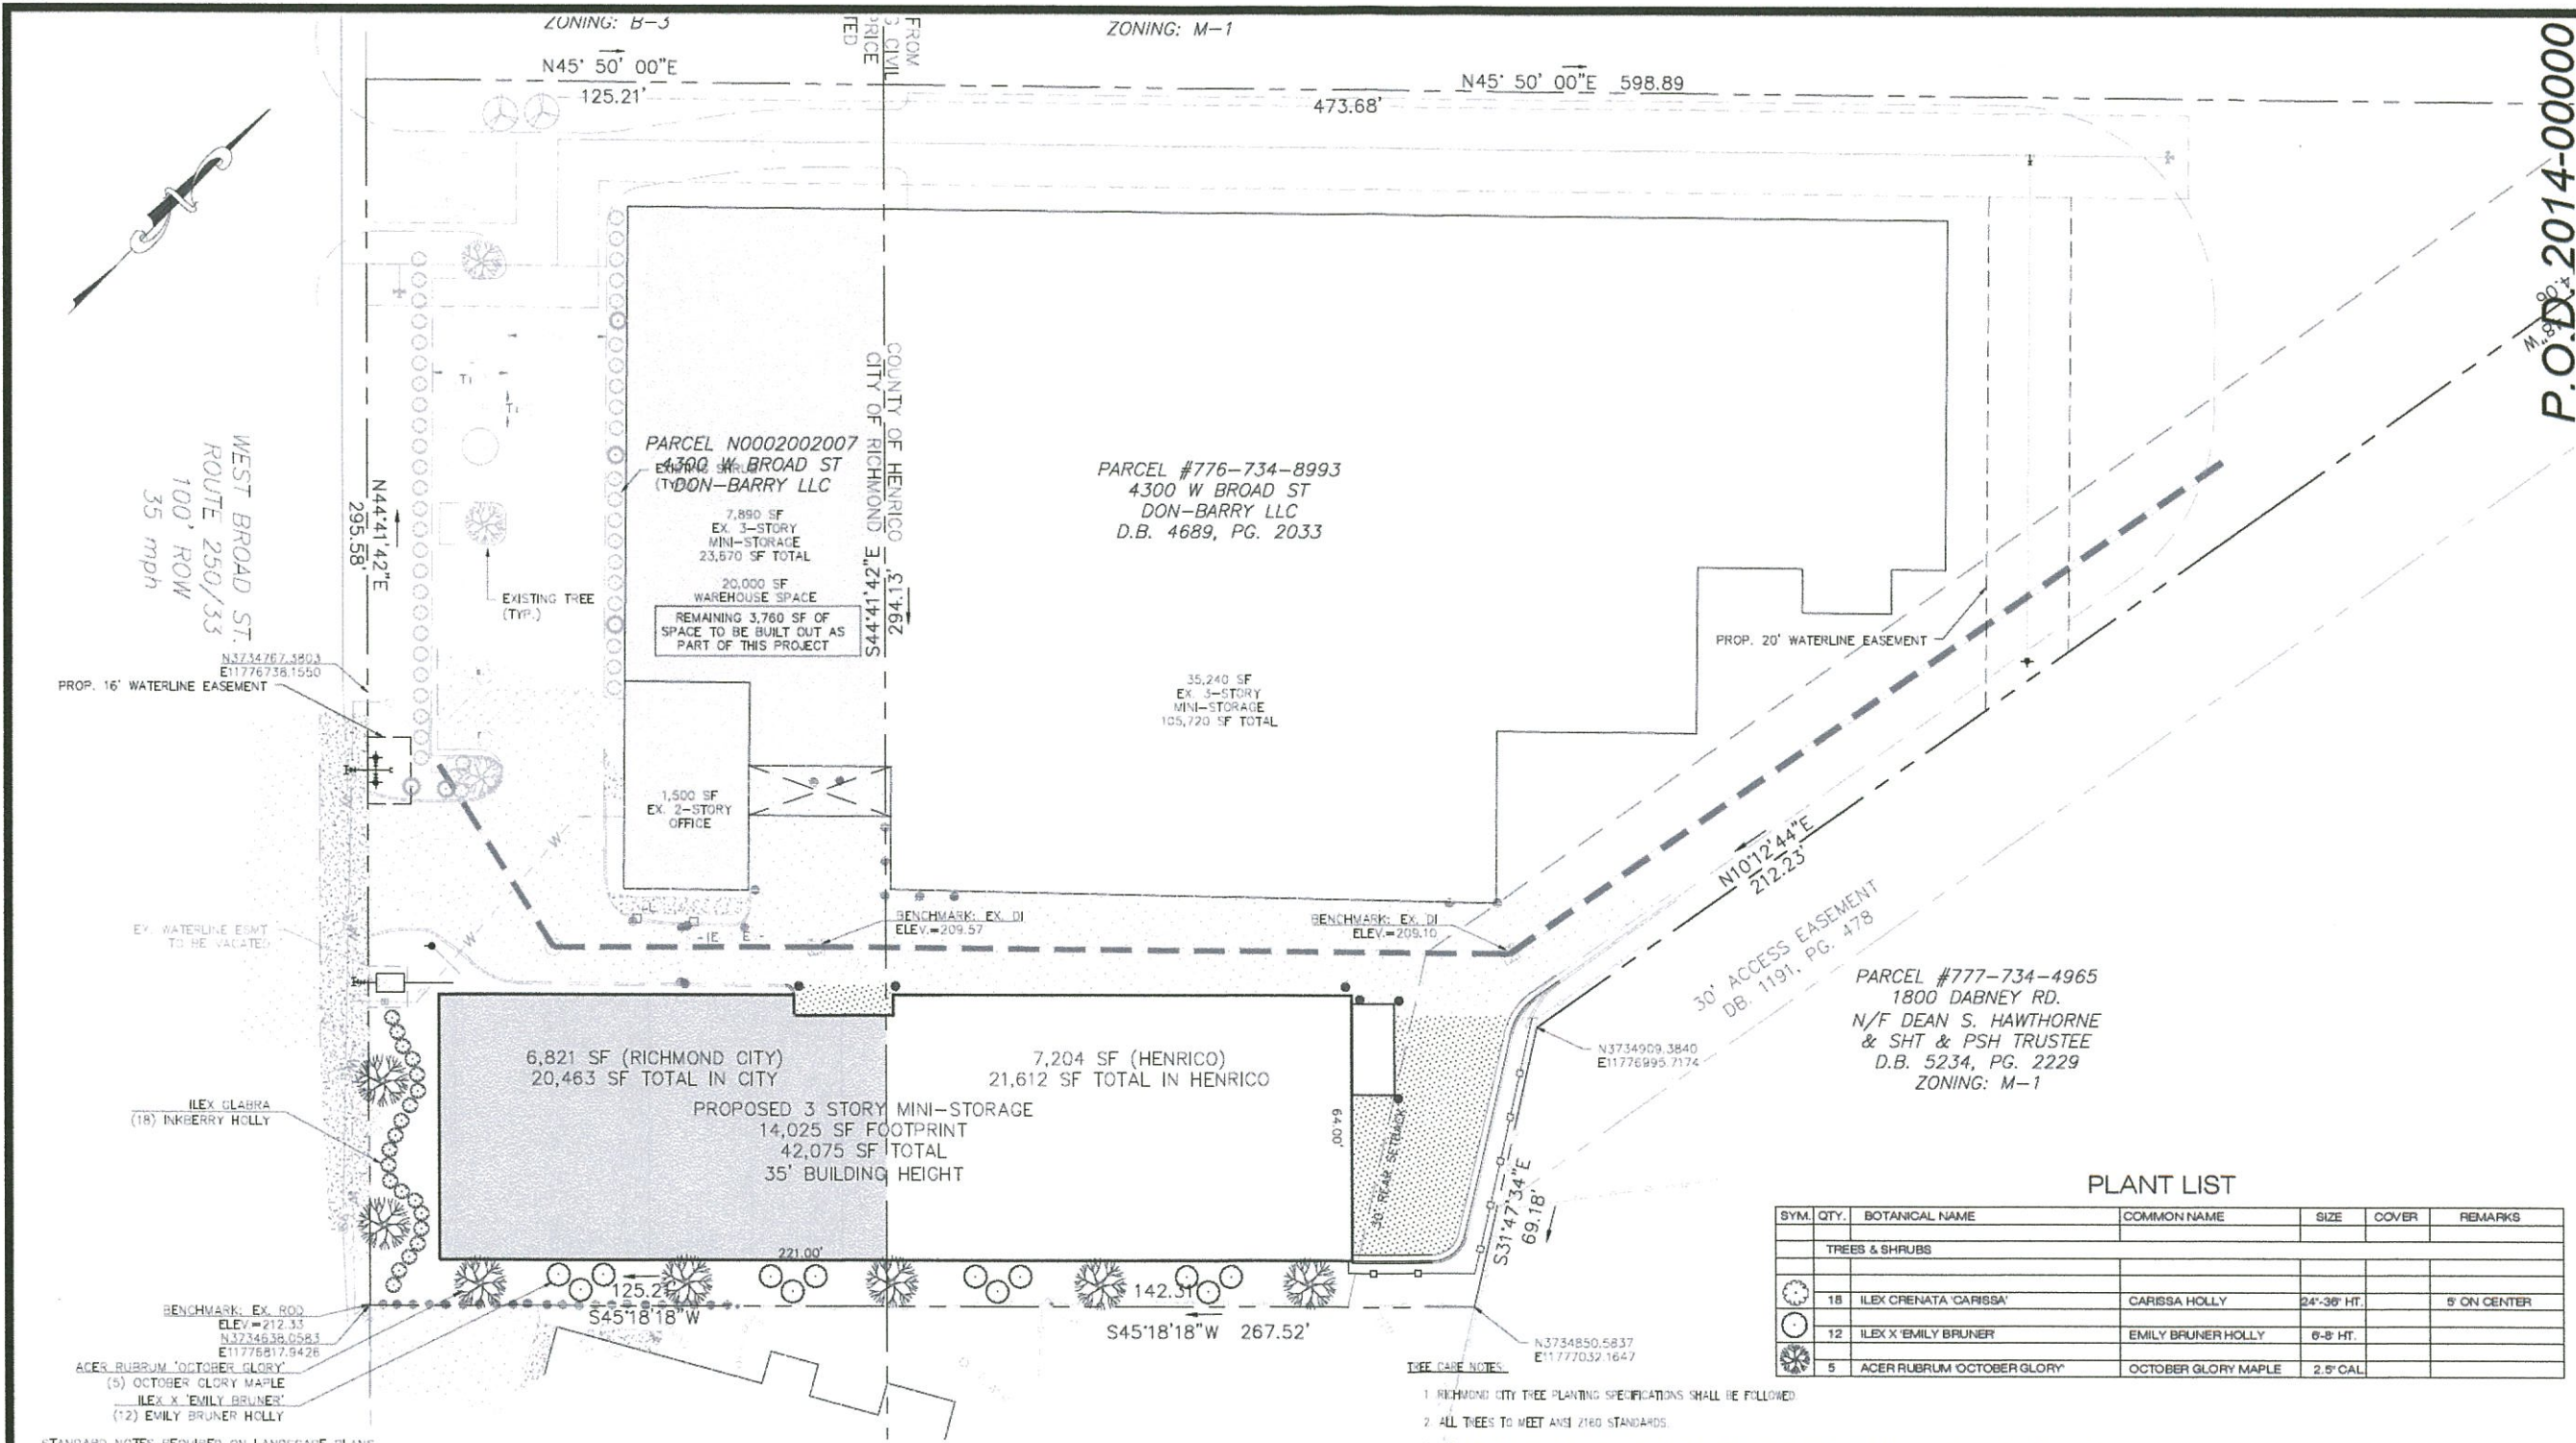 ZONING: B-3
FROM
CIVIL
PRICE
TED
ZONING: M-1
N45° 50' 00"E
125.21'
N45° 50' 00"E 598.89
473.68'
P.O.D. 2014-00000
WEST BROAD ST.
ROUTE 250/33
100' ROW
35 mph
N44°41'42"E
295.58'
EXISTING TREE
(TYP.)
PARCEL N0002002007
4300 W BROAD ST
DON-BARRY LLC
EXISTING SHRUB
(TYP.)
7,890 SF
EX. 3-STORY
MINI-STORAGE
23,670 SF TOTAL
20,000 SF
WAREHOUSE SPACE
REMAINING 3,760 SF OF
SPACE TO BE BUILT OUT AS
PART OF THIS PROJECT
COUNTY OF HENRICO
CITY OF RICHMOND
S44°41'42"E
294.13'
PARCEL #776-734-8993
4300 W BROAD ST
DON-BARRY LLC
D.B. 4689, PG. 2033
35,240 SF
EX. 3-STORY
MINI-STORAGE
105,720 SF TOTAL
PROP. 20' WATERLINE EASEMENT
N3734767.3803
E11776738.1550
PROP. 16' WATERLINE EASEMENT
1,500 SF
EX. 2-STORY
OFFICE
W
W
IE E
EX. WATERLINE ESMT
TO BE VACATED
BENCHMARK: EX. DI
ELEV.=209.57
BENCHMARK: EX. DI
ELEV.=209.10
N10°12'44"E
212.23'
30' ACCESS EASEMENT
DB. 1191, PG. 478
PARCEL #777-734-4965
1800 DABNEY RD.
N/F DEAN S. HAWTHORNE
& SHT & PSH TRUSTEE
D.B. 5234, PG. 2229
ZONING: M-1
N3734909.3840
E11776995.7174
6,821 SF (RICHMOND CITY)
20,463 SF TOTAL IN CITY
7,204 SF (HENRICO)
21,612 SF TOTAL IN HENRICO
PROPOSED 3 STORY MINI-STORAGE
14,025 SF FOOTPRINT
42,075 SF TOTAL
35' BUILDING HEIGHT
64.00'
30' REAR SETBACK
S31°47'34"E
69.18'
ILEX GLABRA
(18) INKBERRY HOLLY
221.00'
125.2
S45°18'18"W
142.31'
S45°18'18"W 267.52'
BENCHMARK: EX. ROD
ELEV.=212.33
N3734638.0583
E11776817.9426
ACER RUBRUM 'OCTOBER GLORY'
(5) OCTOBER GLORY MAPLE
ILEX X 'EMILY BRUNER'
(12) EMILY BRUNER HOLLY
N3734850.5837
E11777032.1647
TREE CARE NOTES:
1 RICHMOND CITY TREE PLANTING SPECIFICATIONS SHALL BE FOLLOWED.
2 ALL TREES TO MEET ANSI Z160 STANDARDS.
PLANT LIST
SYM. QTY. BOTANICAL NAME COMMON NAME SIZE COVER REMARKS
TREES & SHRUBS
18 ILEX CRENATA 'CARISSA' CARISSA HOLLY 24"-36" HT. 5' ON CENTER
12 ILEX X 'EMILY BRUNER' EMILY BRUNER HOLLY 6'-8' HT.
5 ACER RUBRUM 'OCTOBER GLORY' OCTOBER GLORY MAPLE 2.5" CAL
STANDARD NOTES REQUIRED ON LANDSCAPE PLANS